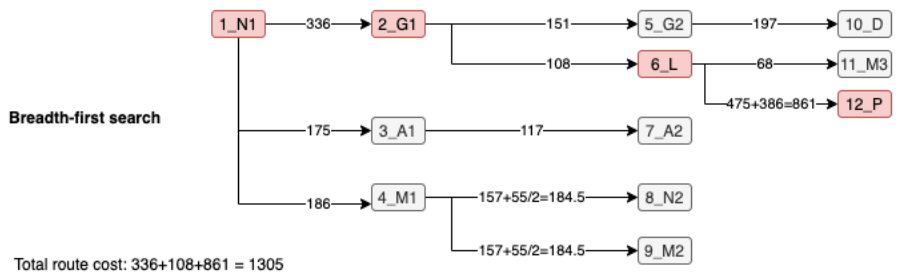 1_N1 336 2_G1 151 5_G2 197 10_D
108 6_L 68 11_M3
475+386=861 12_P
Breadth-first search
175 3_A1 117 7_A2
186 4_M1 157+55/2=184.5 8_N2
157+55/2=184.5 9_M2
Total route cost: 336+108+861 = 1305